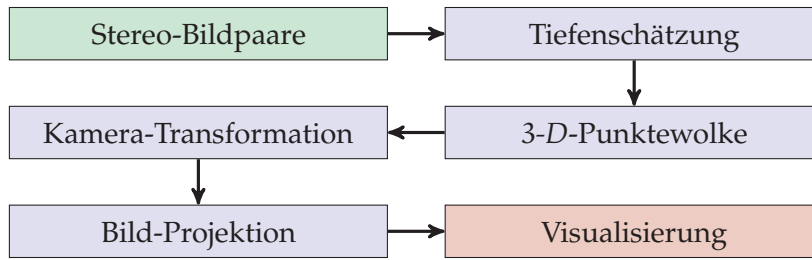 Stereo-Bildpaare
Tiefenschätzung
3-D-Punktewolke
Kamera-Transformation
Bild-Projektion
Visualisierung